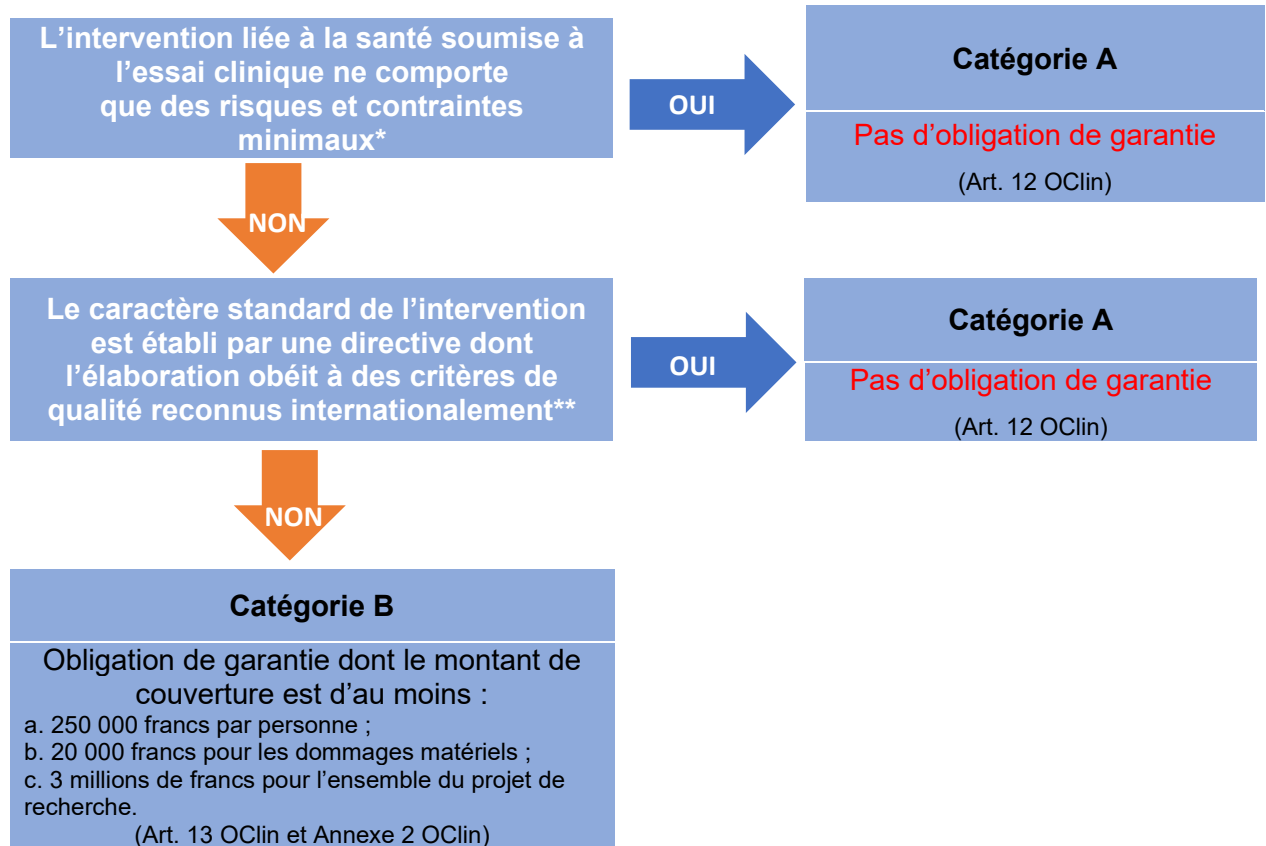 L’intervention liée à la santé soumise à
l’essai clinique ne comporte
que des risques et contraintes
minimaux*
OUI
Catégorie A
Pas d’obligation de garantie
(Art. 12 OClin)
NON
Le caractère standard de l’intervention
est établi par une directive dont
l’élaboration obéit à des critères de
qualité reconnus internationalement**
OUI
Catégorie A
Pas d’obligation de garantie
(Art. 12 OClin)
NON
Catégorie B
Obligation de garantie dont le montant de
couverture est d’au moins :
a. 250 000 francs par personne ;
b. 20 000 francs pour les dommages matériels ;
c. 3 millions de francs pour l’ensemble du projet de
recherche.
(Art. 13 OClin et Annexe 2 OClin)